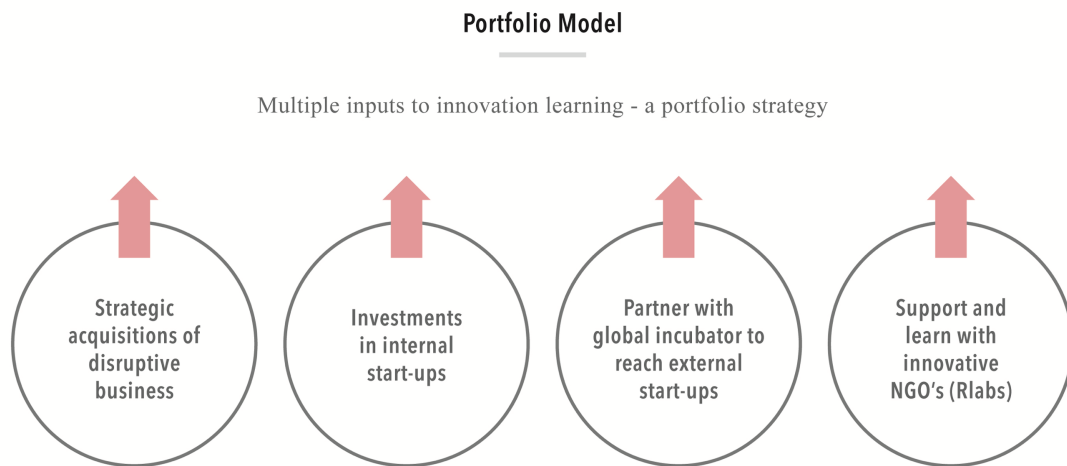 Portfolio Model
Multiple inputs to innovation learning - a portfolio strategy
Strategic
acquisitions of
disruptive
business
Investments
in internal
start-ups
Partner with
global incubator to
reach external
start-ups
Support and
learn with
innovative
NGO's (Rlabs)